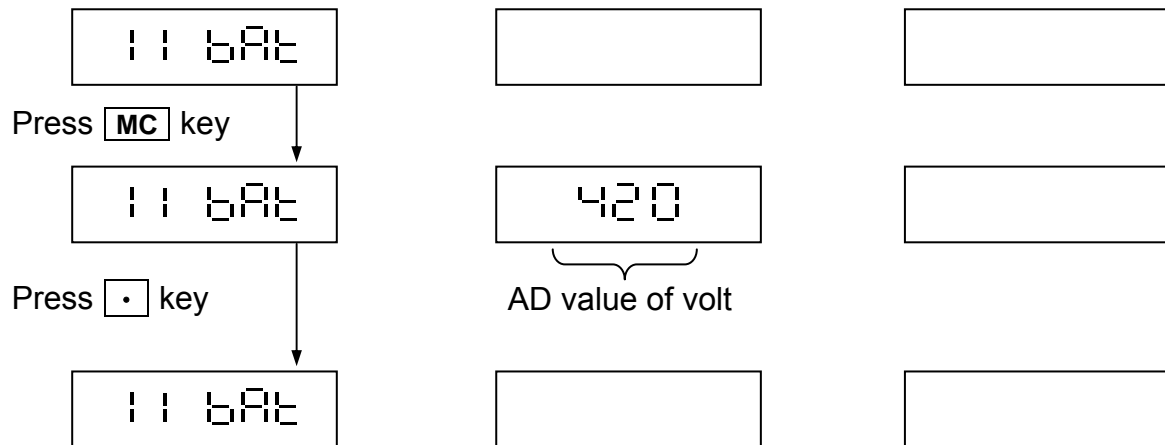 11 bAt
Press MC key
11 bAt 420
Press · key AD value of volt
11 bAt